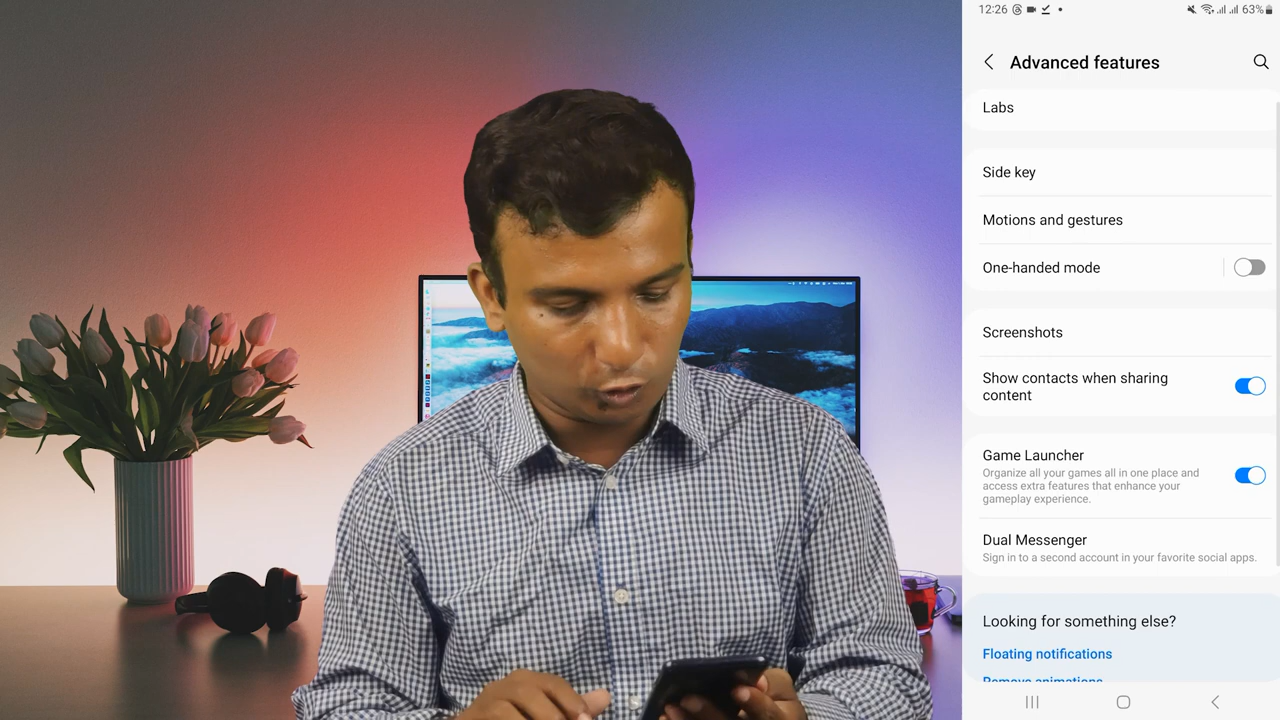 12:26
63%
Advanced features
Labs
Side key
Motions and gestures
One-handed mode
Screenshots
Show contacts when sharing
content
Game Launcher
Organize all your games all in one place and
access extra features that enhance your
gameplay experience.
Dual Messenger
Sign in to a second account in your favorite social apps.
Looking for something else?
Floating notifications
Remove animations